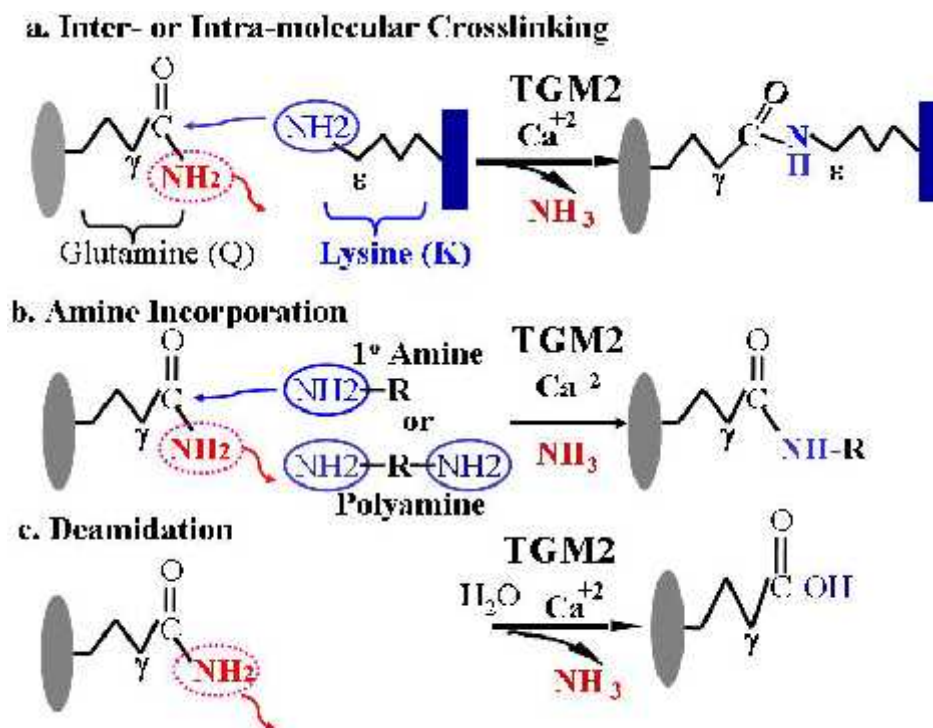 a. Inter- or Intra-molecular Crosslinking
O
C
γ
NH2
Glutamine (Q)
NH2
ε
Lysine (K)
TGM2
Ca+2
NH3
O
C
N
H
γ
ε
b. Amine Incorporation
O
C
γ
NH2
1º Amine
NH2-R
or
NH2-R-NH2
Polyamine
TGM2
Ca-2
NH3
O
C
γ
NH-R
c. Deamidation
O
C
γ
NH2
TGM2
H2O
Ca+2
NH3
O
C OH
γ